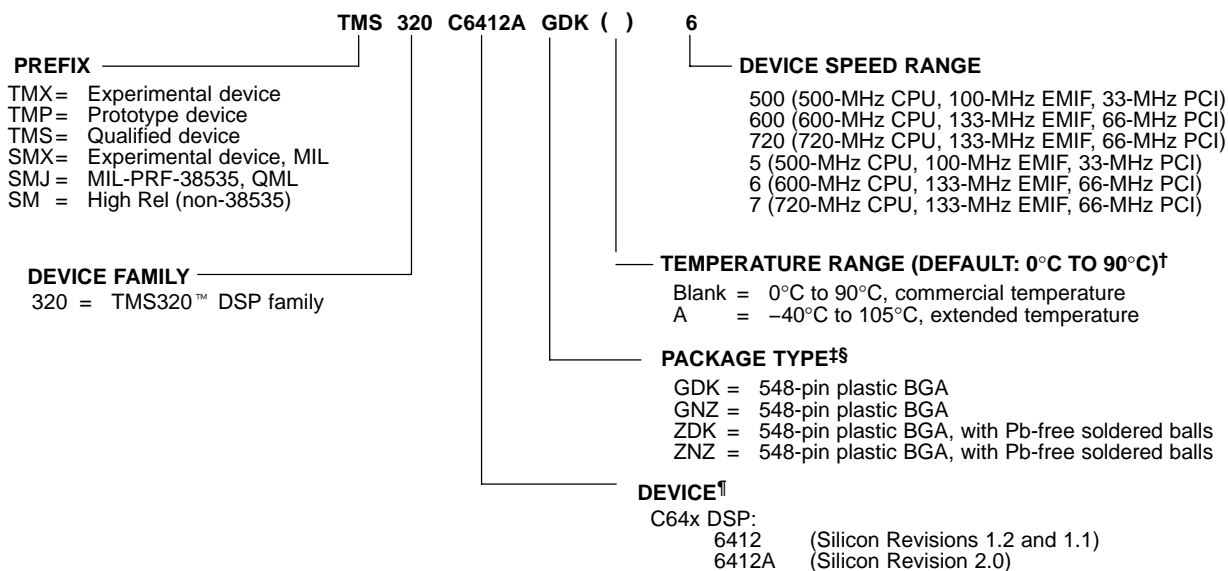 TMS 320 C6412A GDK ( ) 6
PREFIX
TMX = Experimental device
TMP = Prototype device
TMS = Qualified device
SMX = Experimental device, MIL
SMJ = MIL-PRF-38535, QML
SM = High Rel (non-38535)
DEVICE SPEED RANGE
500 (500-MHz CPU, 100-MHz EMIF, 33-MHz PCI)
600 (600-MHz CPU, 133-MHz EMIF, 66-MHz PCI)
720 (720-MHz CPU, 133-MHz EMIF, 66-MHz PCI)
5 (500-MHz CPU, 100-MHz EMIF, 33-MHz PCI)
6 (600-MHz CPU, 133-MHz EMIF, 66-MHz PCI)
7 (720-MHz CPU, 133-MHz EMIF, 66-MHz PCI)
DEVICE FAMILY
320 = TMS320™ DSP family
TEMPERATURE RANGE (DEFAULT: 0°C TO 90°C)†
Blank = 0°C to 90°C, commercial temperature
A = −40°C to 105°C, extended temperature
PACKAGE TYPE‡§
GDK = 548-pin plastic BGA
GNZ = 548-pin plastic BGA
ZDK = 548-pin plastic BGA, with Pb-free soldered balls
ZNZ = 548-pin plastic BGA, with Pb-free soldered balls
DEVICE¶
C64x DSP:
6412 (Silicon Revisions 1.2 and 1.1)
6412A (Silicon Revision 2.0)